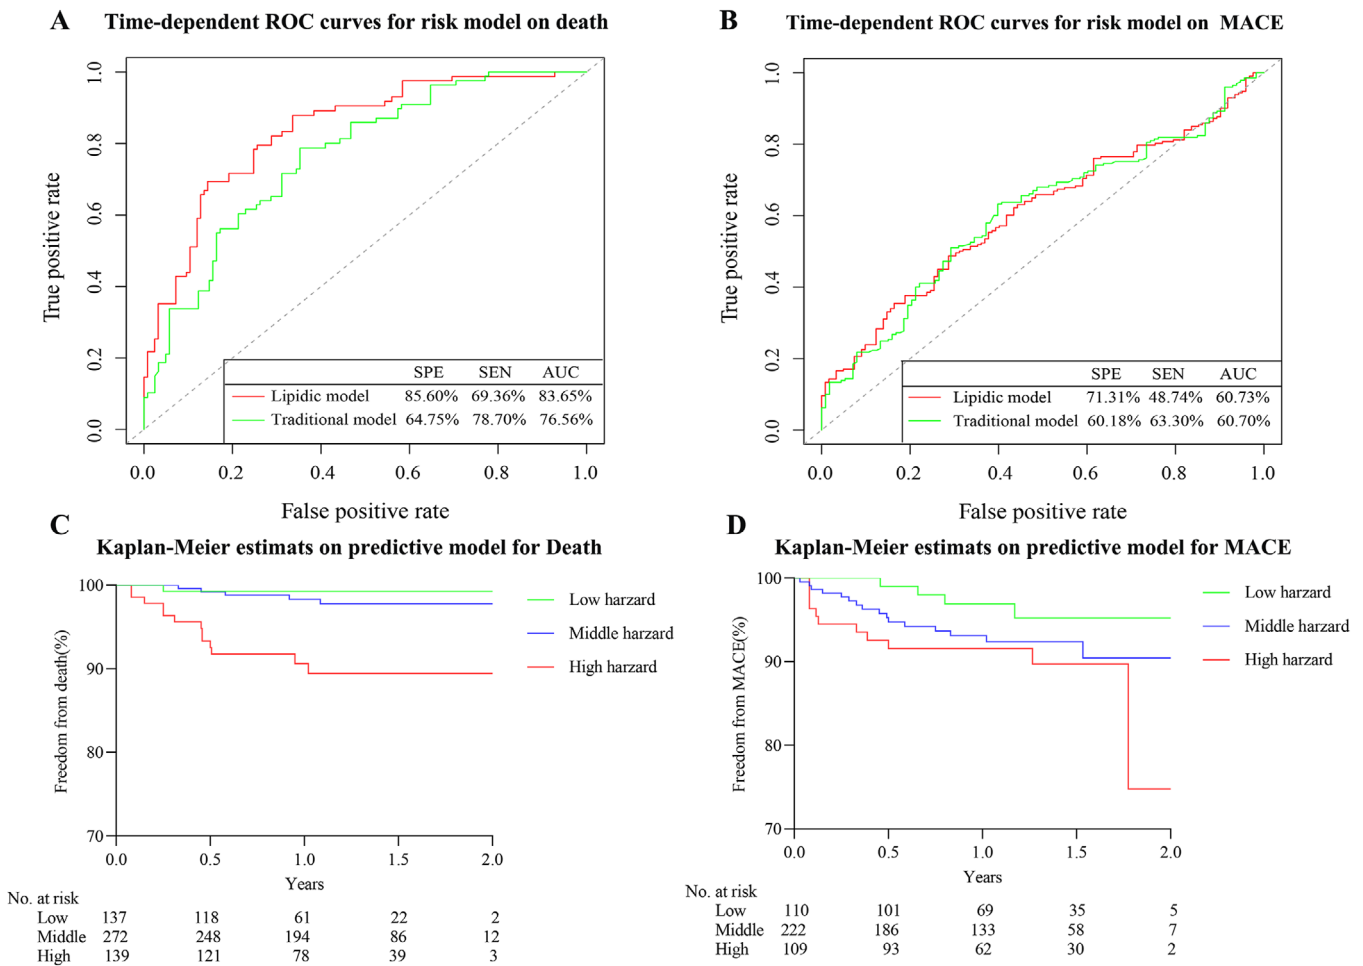 A Time-dependent ROC curves for risk model on death
True positive rate
1.0
0.8
0.6
0.4
0.2
0.0
SPE SEN AUC
Lipidic model 85.60% 69.36% 83.65%
Traditional model 64.75% 78.70% 76.56%
0.0 0.2 0.4 0.6 0.8 1.0
False positive rate
B Time-dependent ROC curves for risk model on MACE
True positive rate
1.0
0.8
0.6
0.4
0.2
0.0
SPE SEN AUC
Lipidic model 71.31% 48.74% 60.73%
Traditional model 60.18% 63.30% 60.70%
0.0 0.2 0.4 0.6 0.8 1.0
False positive rate
C
Kaplan-Meier estimats on predictive model for Death
Freedom from death(%)
100
90
80
70
Low harzard
Middle harzard
High harzard
0.0 0.5 1.0 1.5 2.0
Years
No. at risk
Low 137 118 61 22 2
Middle 272 248 194 86 12
High 139 121 78 39 3
D
Kaplan-Meier estimats on predictive model for MACE
Freedom from MACE(%)
100
90
80
70
Low harzard
Middle harzard
High harzard
0.0 0.5 1.0 1.5 2.0
Years
No. at risk
Low 110 101 69 35 5
Middle 222 186 133 58 7
High 109 93 62 30 2